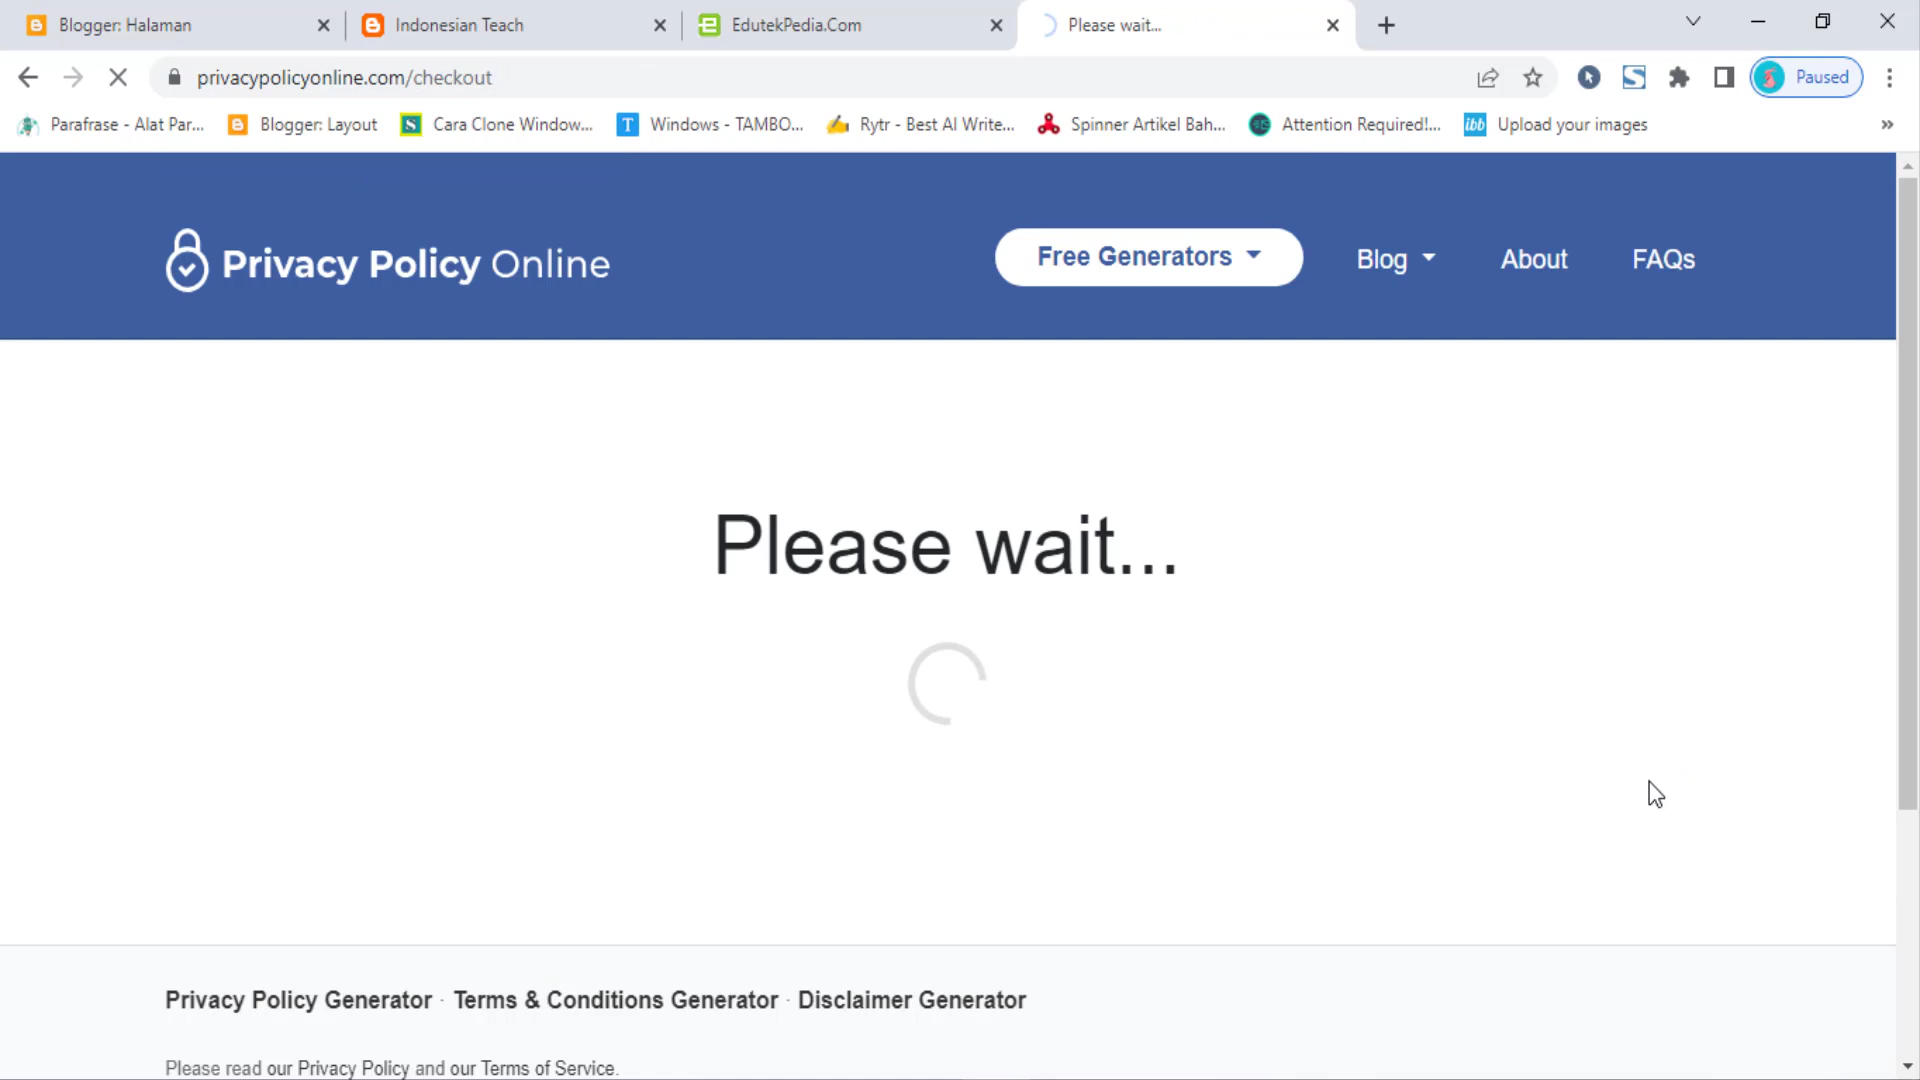 Blogger: Halaman
Indonesian Teach
EdutekPedia.Com
Please wait...
privacypolicyonline.com/checkout
Paused
Parafrase - Alat Par...
Blogger: Layout
S
Cara Clone Window...
T
Windows - TAMBO...
Rytr - Best AI Write...
Spinner Artikel Bah...
Attention Required!...
ibb
Upload your images
»
Privacy Policy Online
Free Generators
Blog
About
FAQs
Please wait...
Privacy Policy Generator · Terms & Conditions Generator · Disclaimer Generator
Please read our Privacy Policy and our Terms of Service.